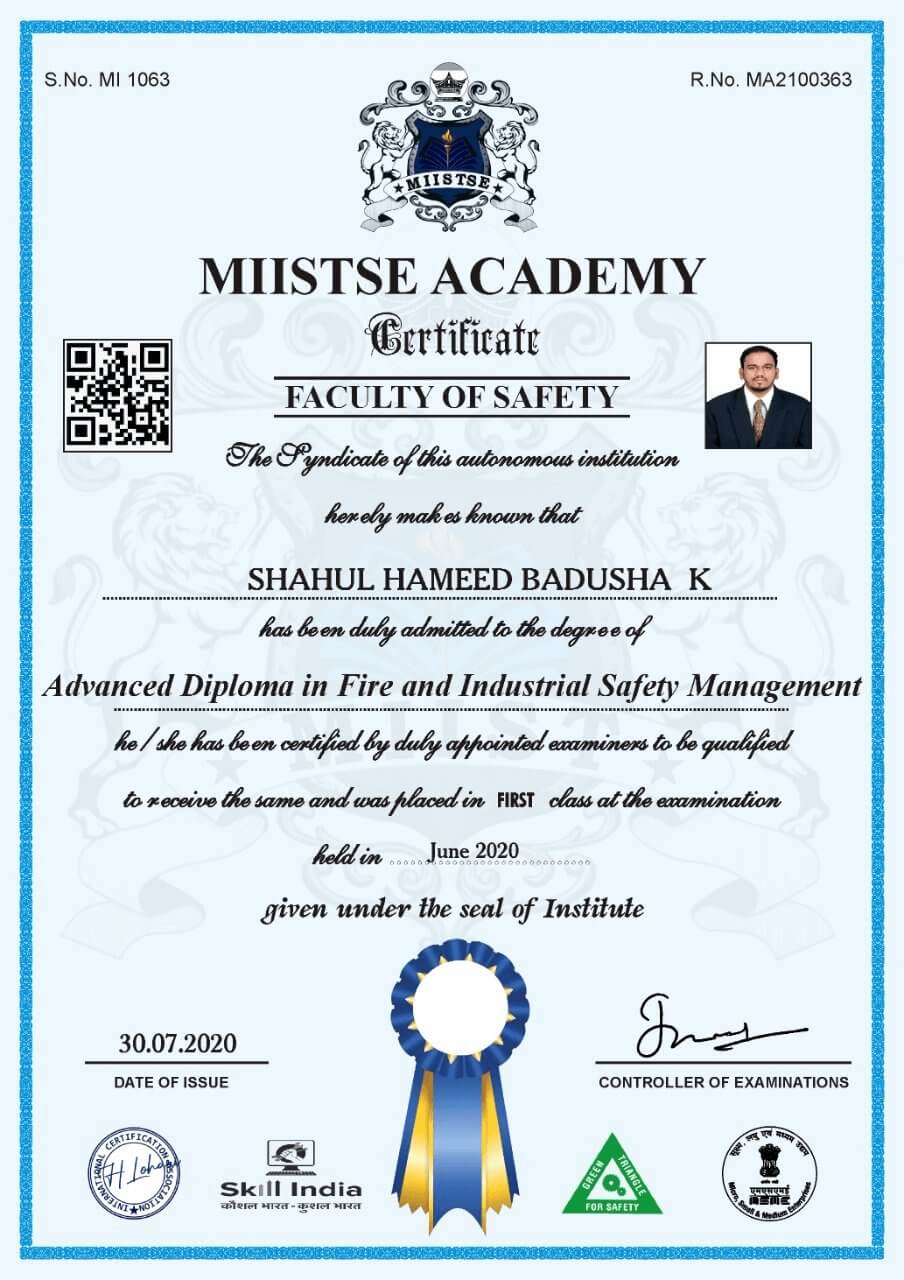 S.No. MI 1063
R.No. MA2100363
MIISTSE
MIISTSE ACADEMY
Certificate
FACULTY OF SAFETY
The Syndicate of this autonomous institution
herely makes known that
SHAHUL HAMEED BADUSHA K
has been duly admitted to the degree of
Advanced Diploma in Fire and Industrial Safety Management
he/she has been certified by duly appointed examiners to be qualified
to receive the same and was placed in FIRST class at the examination
held in June 2020
given under the seal of Institute
30.07.2020
DATE OF ISSUE
CONTROLLER OF EXAMINATIONS
INTERNATIONAL CERTIFICATION ASSOCIATION
Skill India
कौशल भारत - कुशल भारत
GREEN TRIANGLE
FOR SAFETY
सूक्ष्म, लघु एवं मध्यम उद्यम
एमएसएमई
MSME
Micro, Small & Medium Enterprises